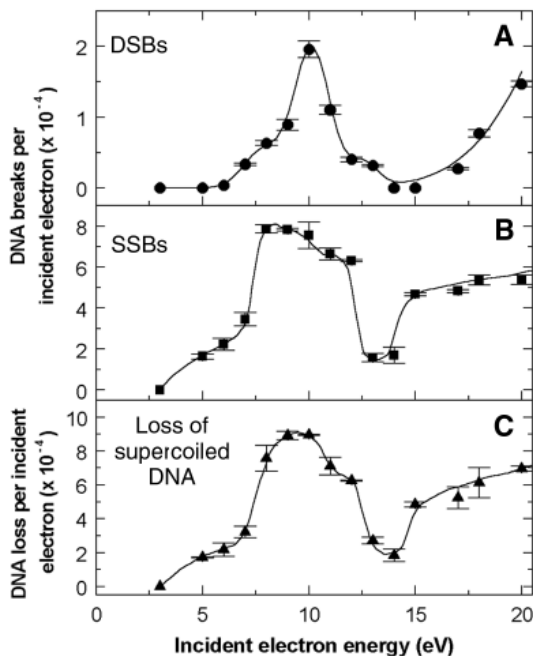 DNA breaks per
incident electron (x 10⁻⁴)
DSBs
A
2
1
0
SSBs
B
8
6
4
2
0
DNA loss per incident
electron (x 10⁻⁴)
Loss of
supercoiled
DNA
C
10
8
6
4
2
0
0 5 10 15 20
Incident electron energy (eV)